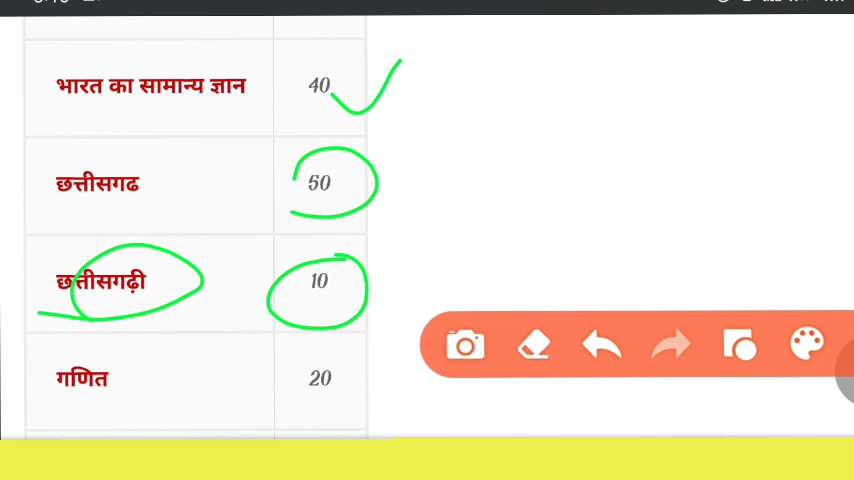 भारत का सामान्य ज्ञान 40
छत्तीसगढ 50
छत्तीसगढ़ी 10
गणित 20